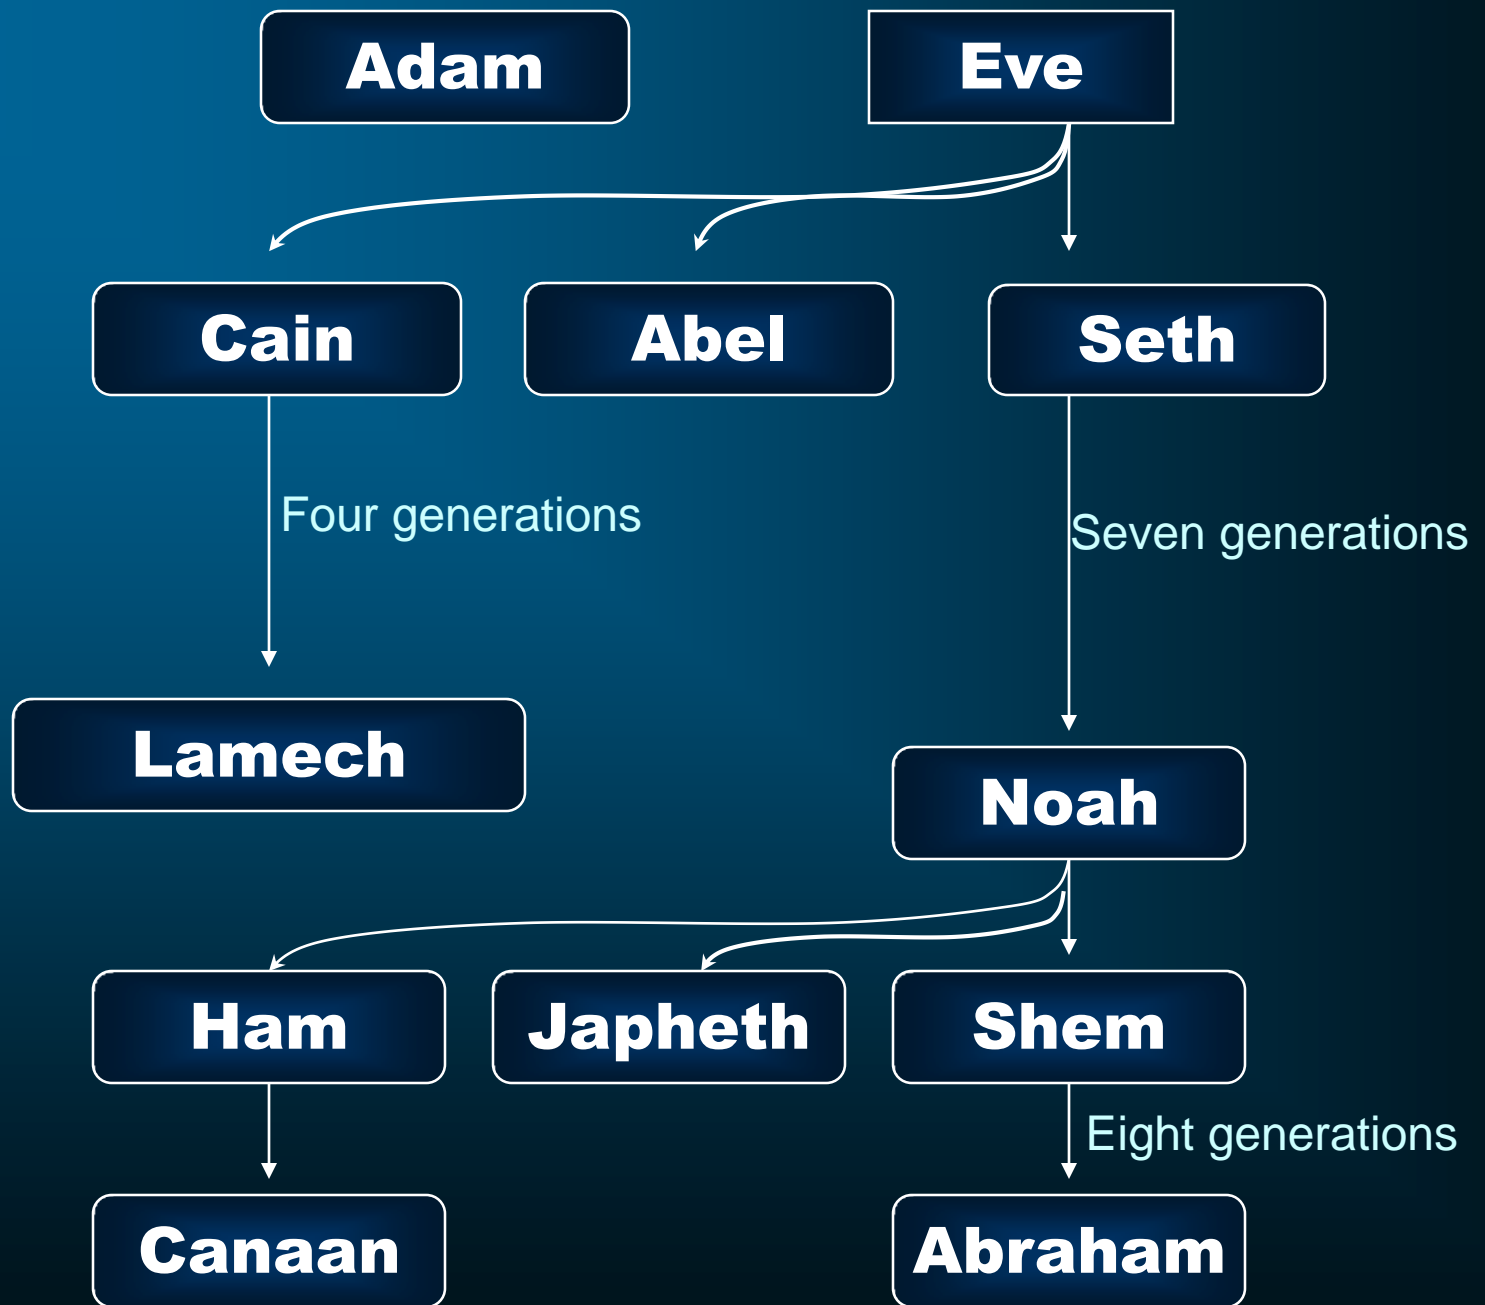 Adam Eve
Cain Abel Seth
Four generations
Seven generations
Lamech
Noah
Ham Japheth Shem
Eight generations
Canaan Abraham